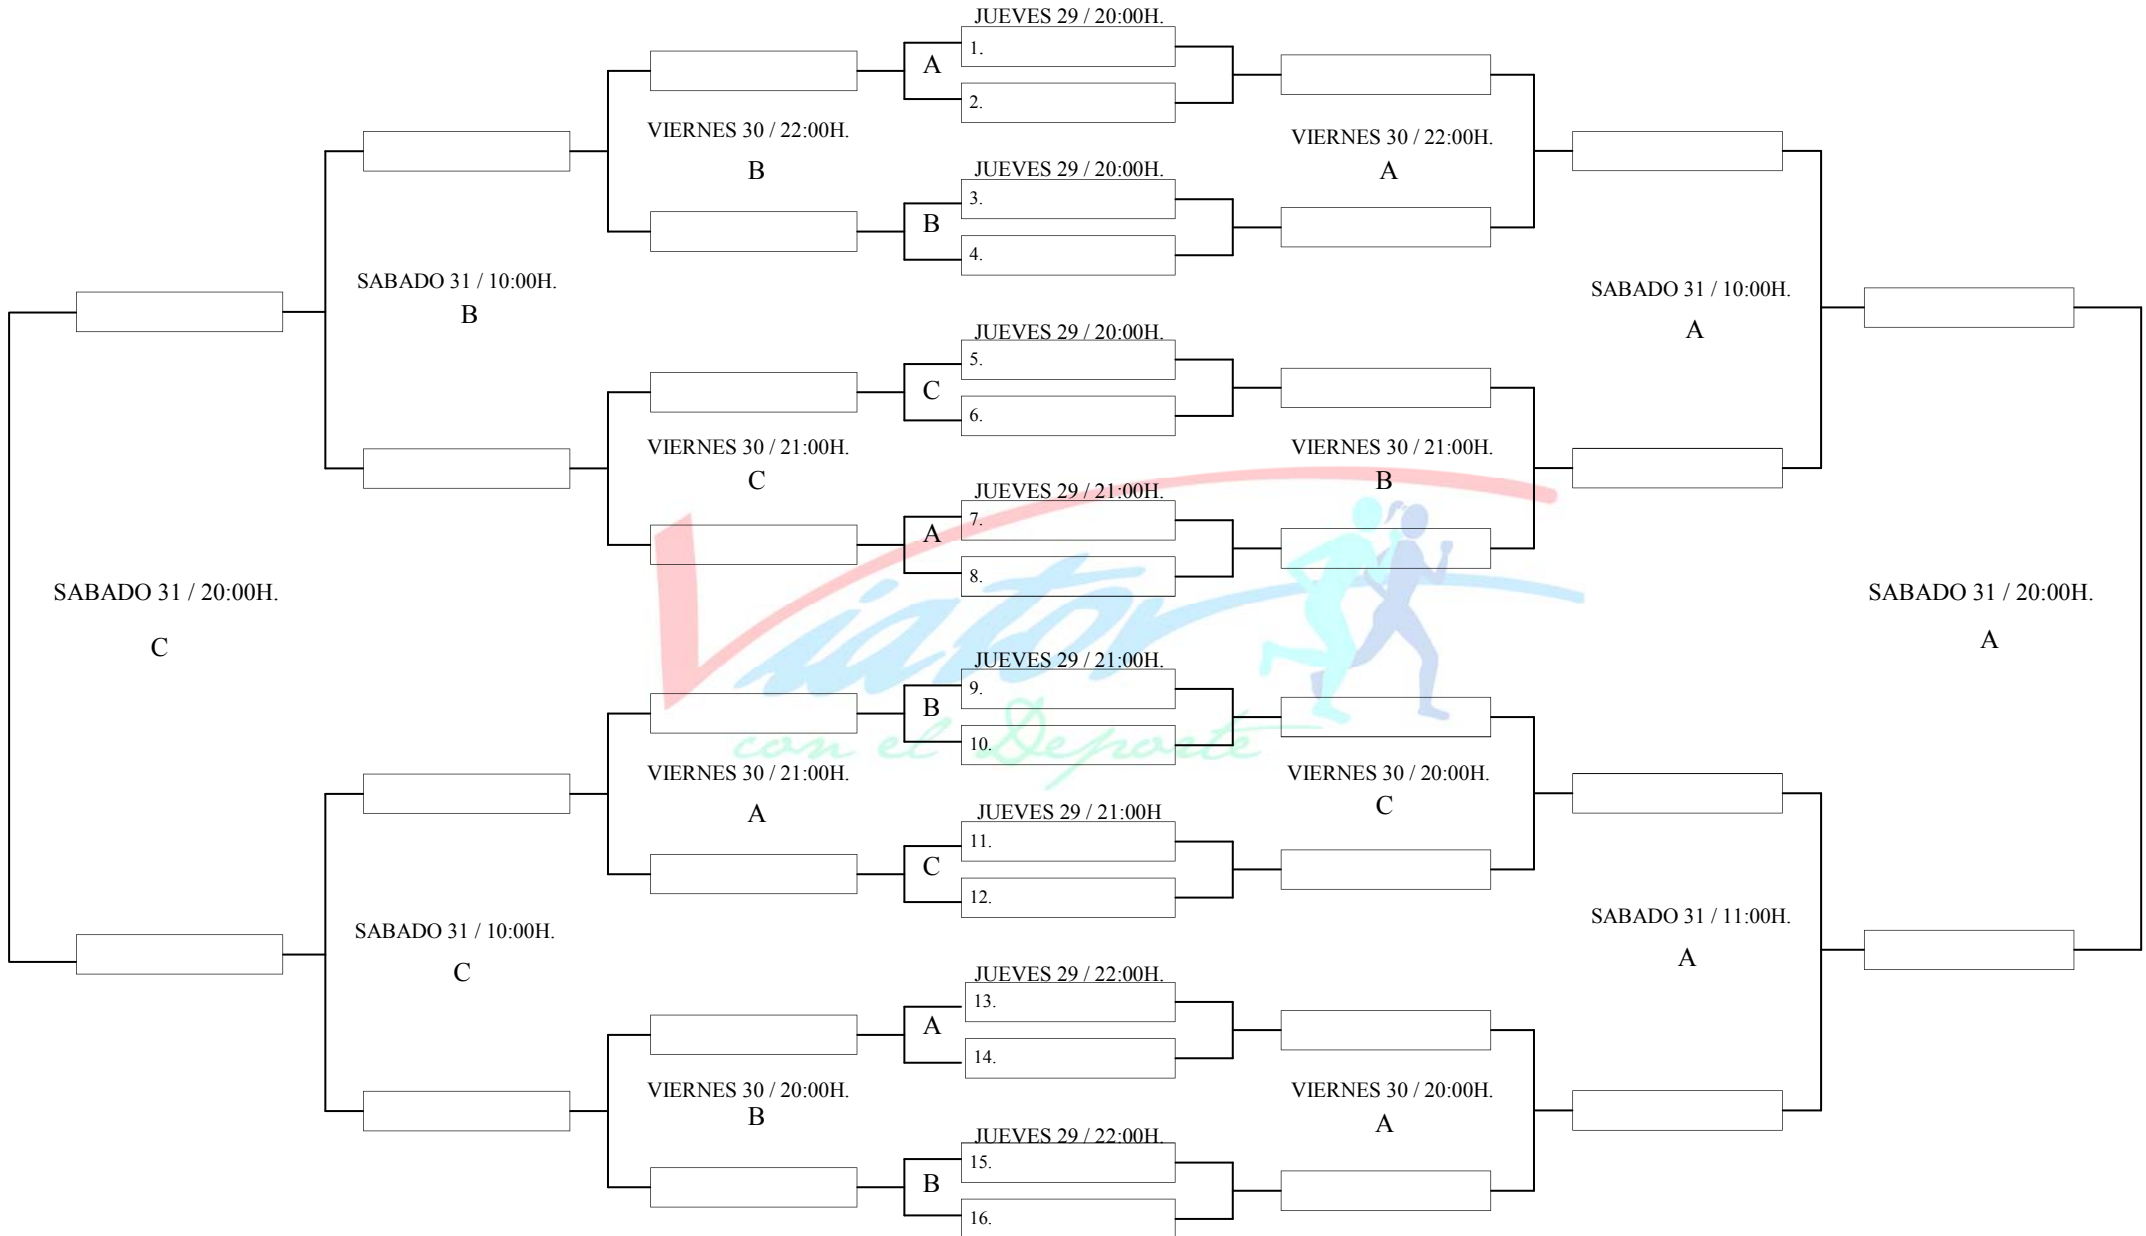 JUEVES 29 / 20:00H.
A
1.
2.
VIERNES 30 / 22:00H.
B
VIERNES 30 / 22:00H.
A
JUEVES 29 / 20:00H.
B
3.
4.
SABADO 31 / 10:00H.
B
SABADO 31 / 10:00H.
A
JUEVES 29 / 20:00H.
C
5.
6.
VIERNES 30 / 21:00H.
C
VIERNES 30 / 21:00H.
B
JUEVES 29 / 21:00H.
A
7.
8.
SABADO 31 / 20:00H.
C
SABADO 31 / 20:00H.
A
Viator
con el Deporte
JUEVES 29 / 21:00H.
B
9.
10.
VIERNES 30 / 21:00H.
A
VIERNES 30 / 20:00H.
C
JUEVES 29 / 21:00H
C
11.
12.
SABADO 31 / 10:00H.
C
SABADO 31 / 11:00H.
A
JUEVES 29 / 22:00H.
A
13.
14.
VIERNES 30 / 20:00H.
B
VIERNES 30 / 20:00H.
A
JUEVES 29 / 22:00H.
B
15.
16.